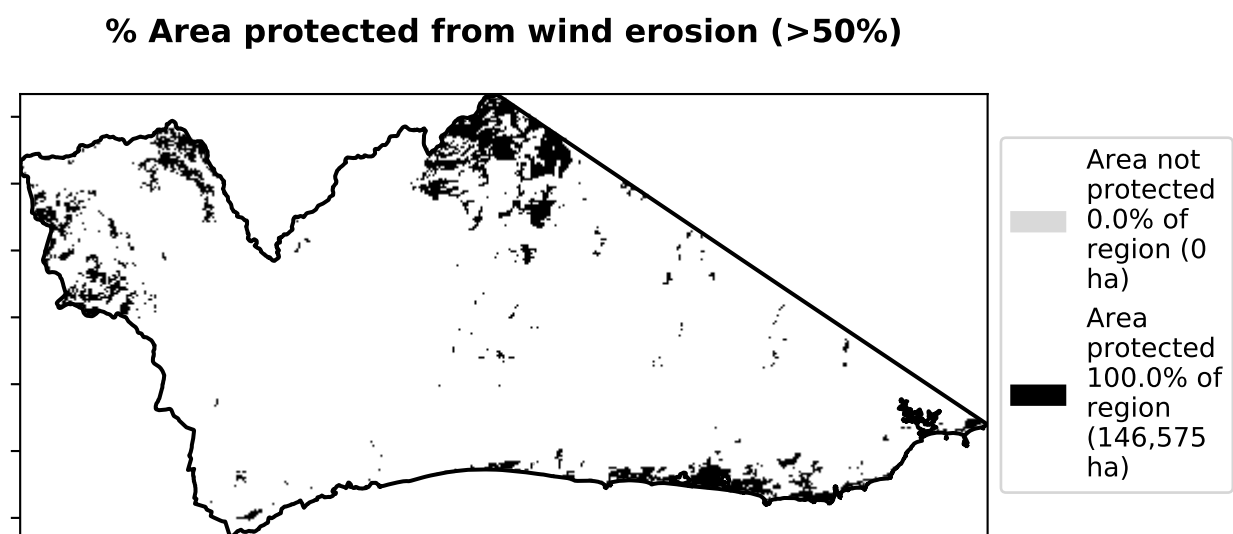 % Area protected from wind erosion (>50%)
Area not
protected
0.0% of
region (0
ha)
Area
protected
100.0% of
region
(146,575
ha)